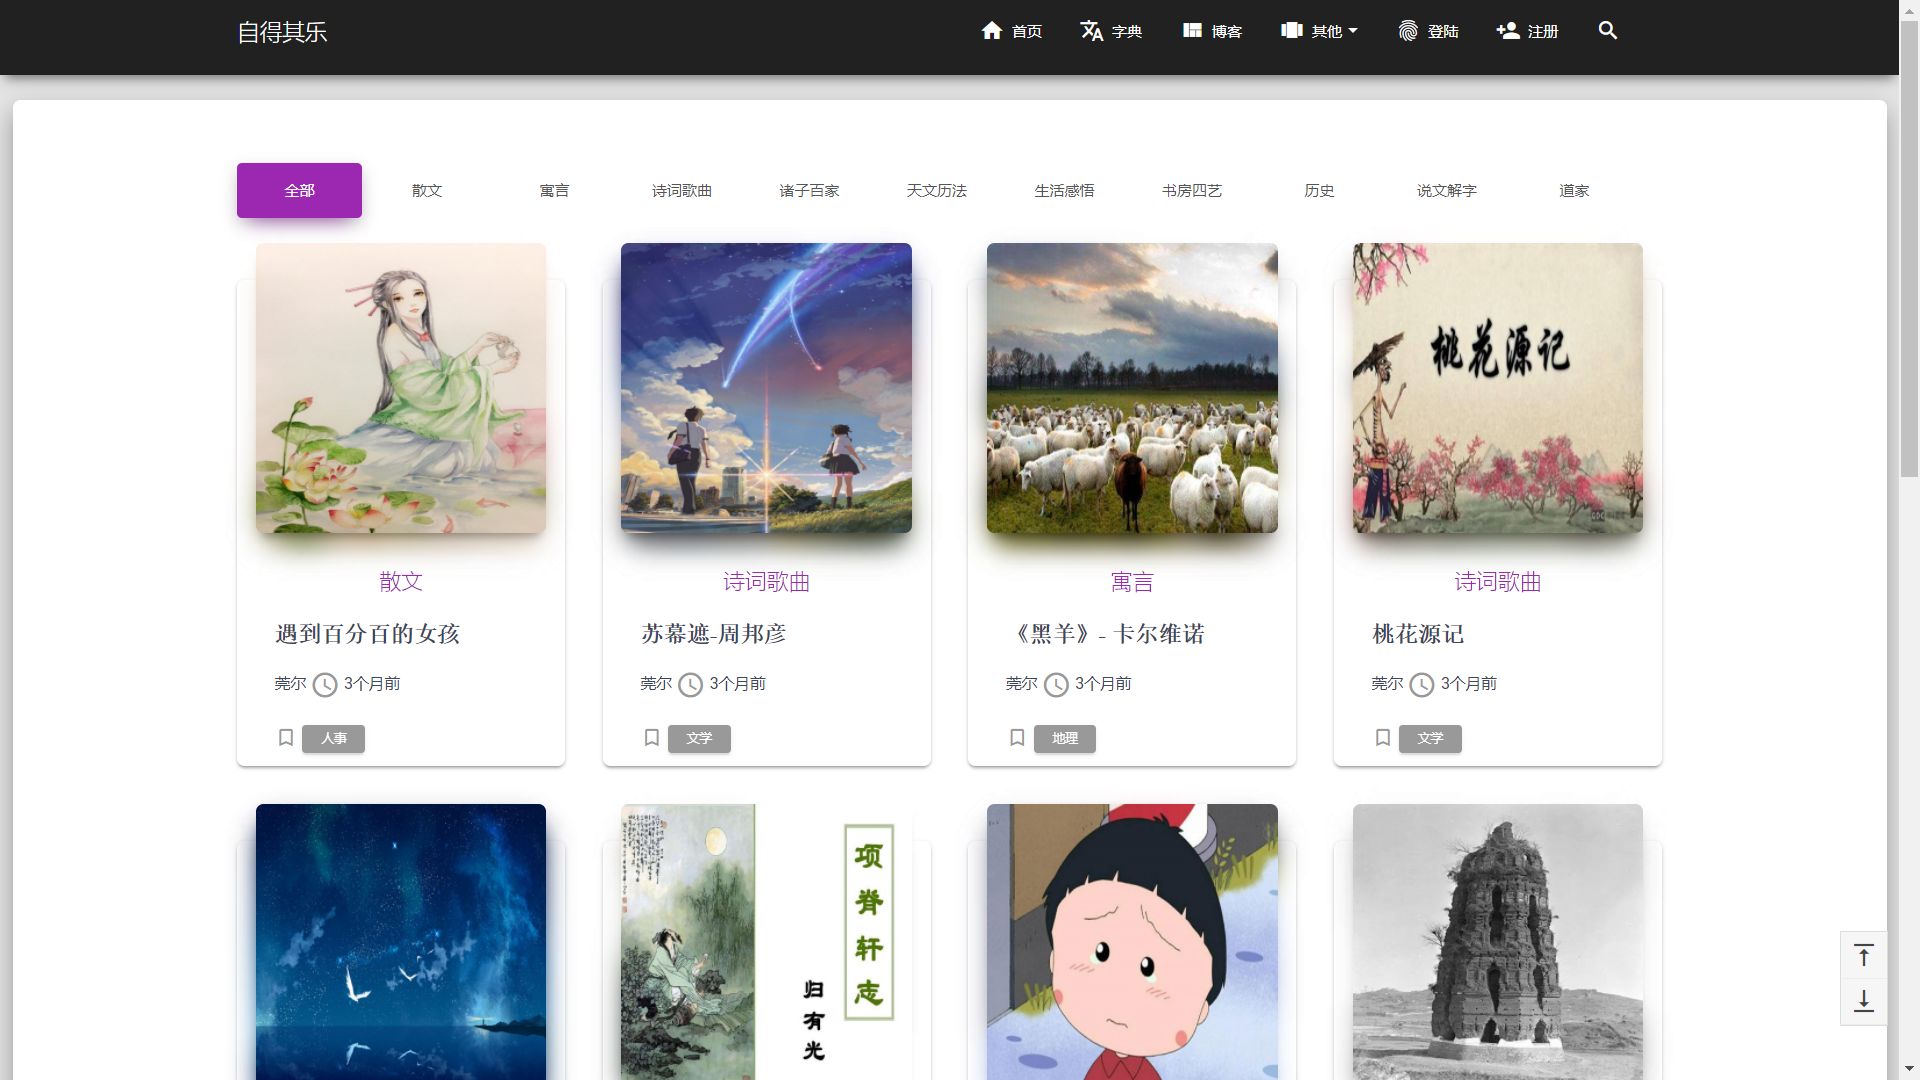 自得其乐
首页
字典
博客
其他
登陆
注册
全部
散文
寓言
诗词歌曲
诸子百家
天文历法
生活感悟
书房四艺
历史
说文解字
道家
桃花源记
散文
诗词歌曲
寓言
诗词歌曲
遇到百分百的女孩
苏幕遮-周邦彦
《黑羊》- 卡尔维诺
桃花源记
莞尔 3个月前
莞尔 3个月前
莞尔 3个月前
莞尔 3个月前
人事
文学
地理
文学
项脊轩志
归有光